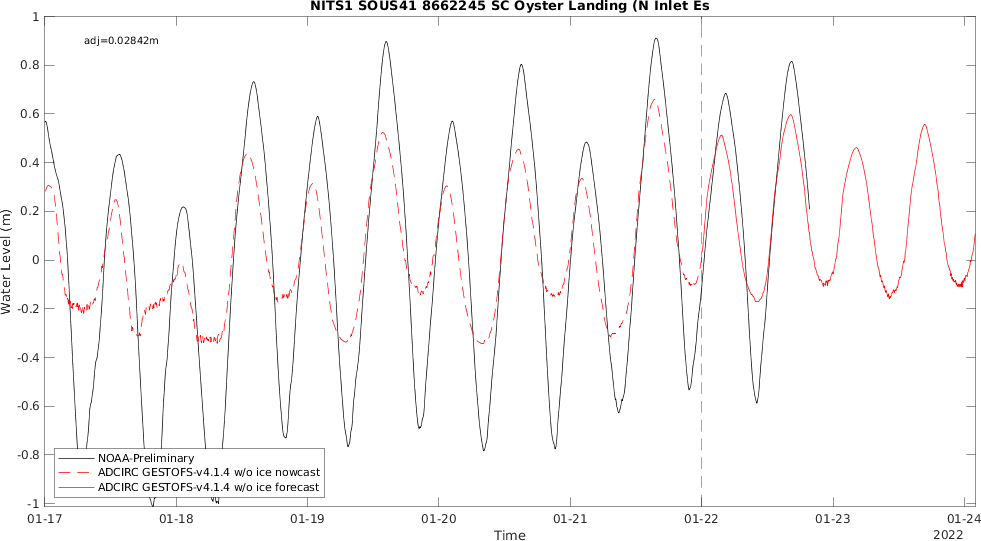 NITS1 SOUS41 8662245 SC Oyster Landing (N Inlet Es
adj=0.02842m
Water Level (m)
1
0.8
0.6
0.4
0.2
0
-0.2
-0.4
-0.6
-0.8
-1
NOAA-Preliminary
ADCIRC GESTOFS-v4.1.4 w/o ice nowcast
ADCIRC GESTOFS-v4.1.4 w/o ice forecast
01-17 01-18 01-19 01-20 01-21 01-22 01-23 01-24
Time
2022